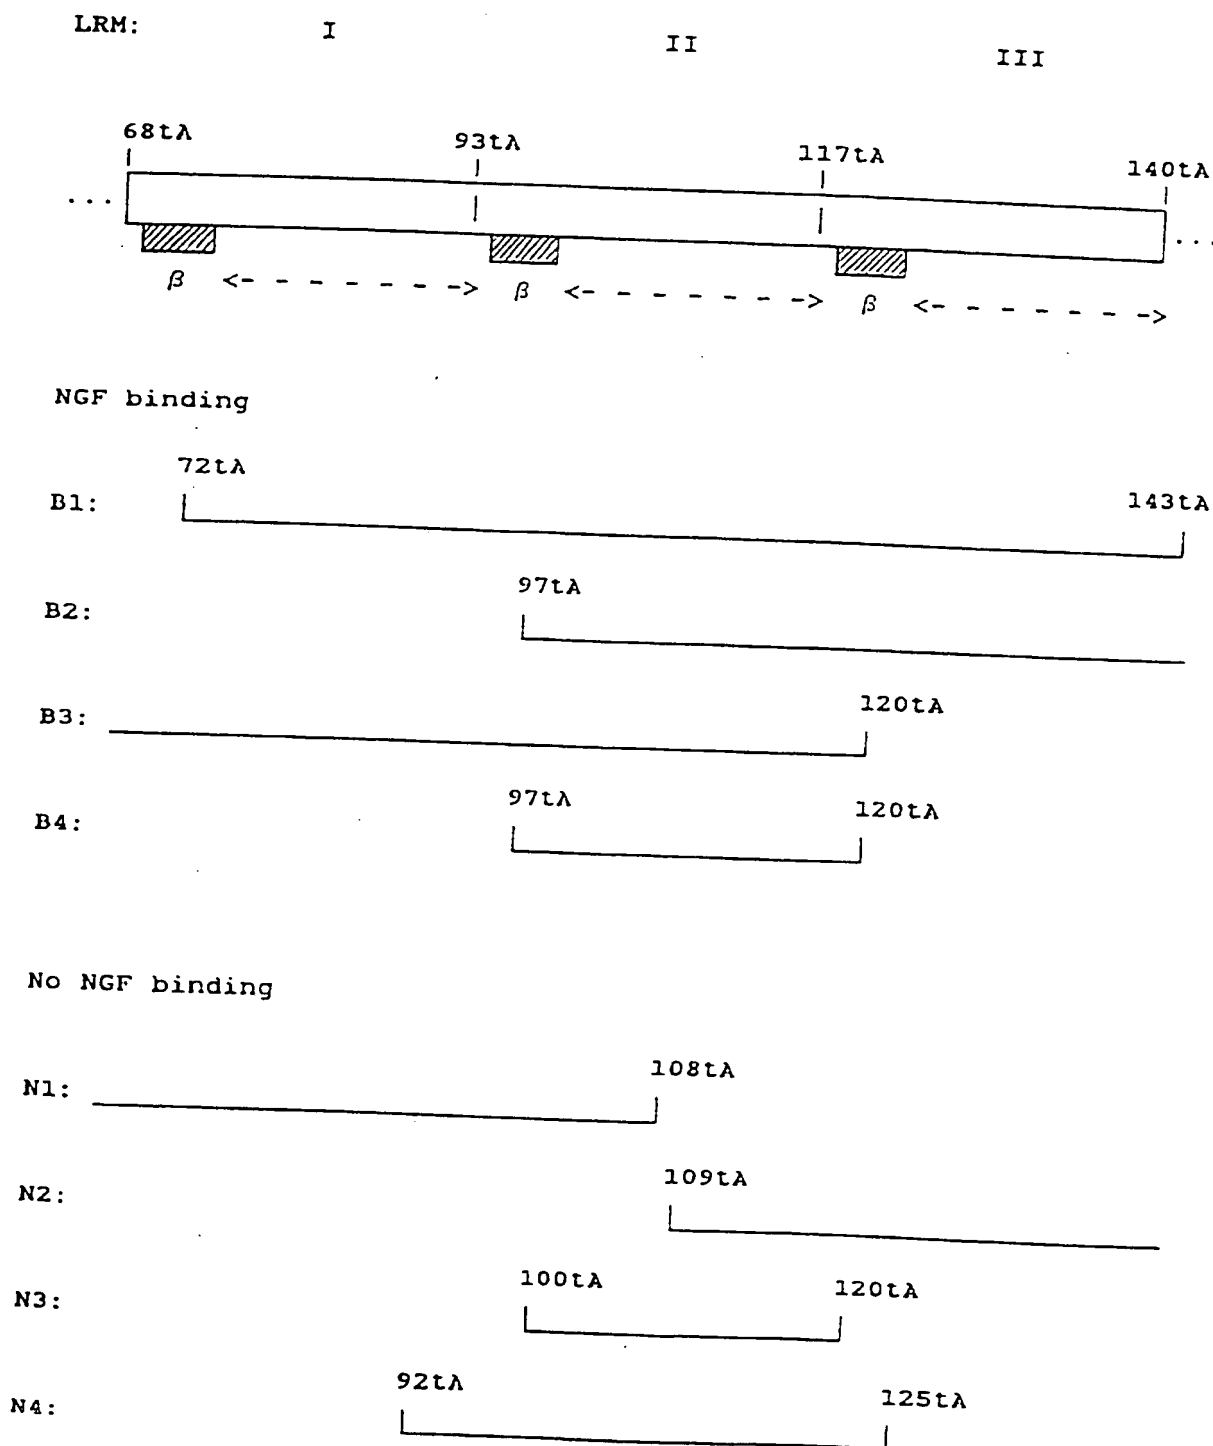 LRM: I II III
68tA 93tA 117tA 140tA
... ...
β <- - - - - - -> β <- - - - - - -> β <- - - - - - ->
NGF binding
72tA 143tA
B1:
97tA
B2:
120tA
B3:
97tA 120tA
B4:
No NGF binding
108tA
N1:
109tA
N2:
100tA 120tA
N3:
92tA 125tA
N4: